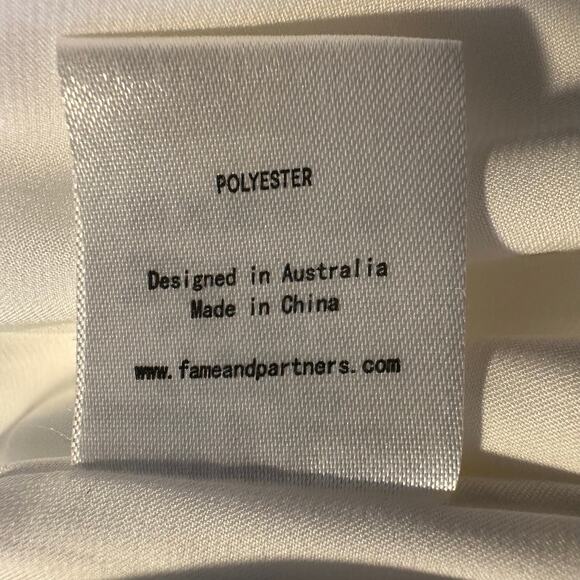 POLYESTER
Designed in Australia
Made in China
www.fameandpartners.com